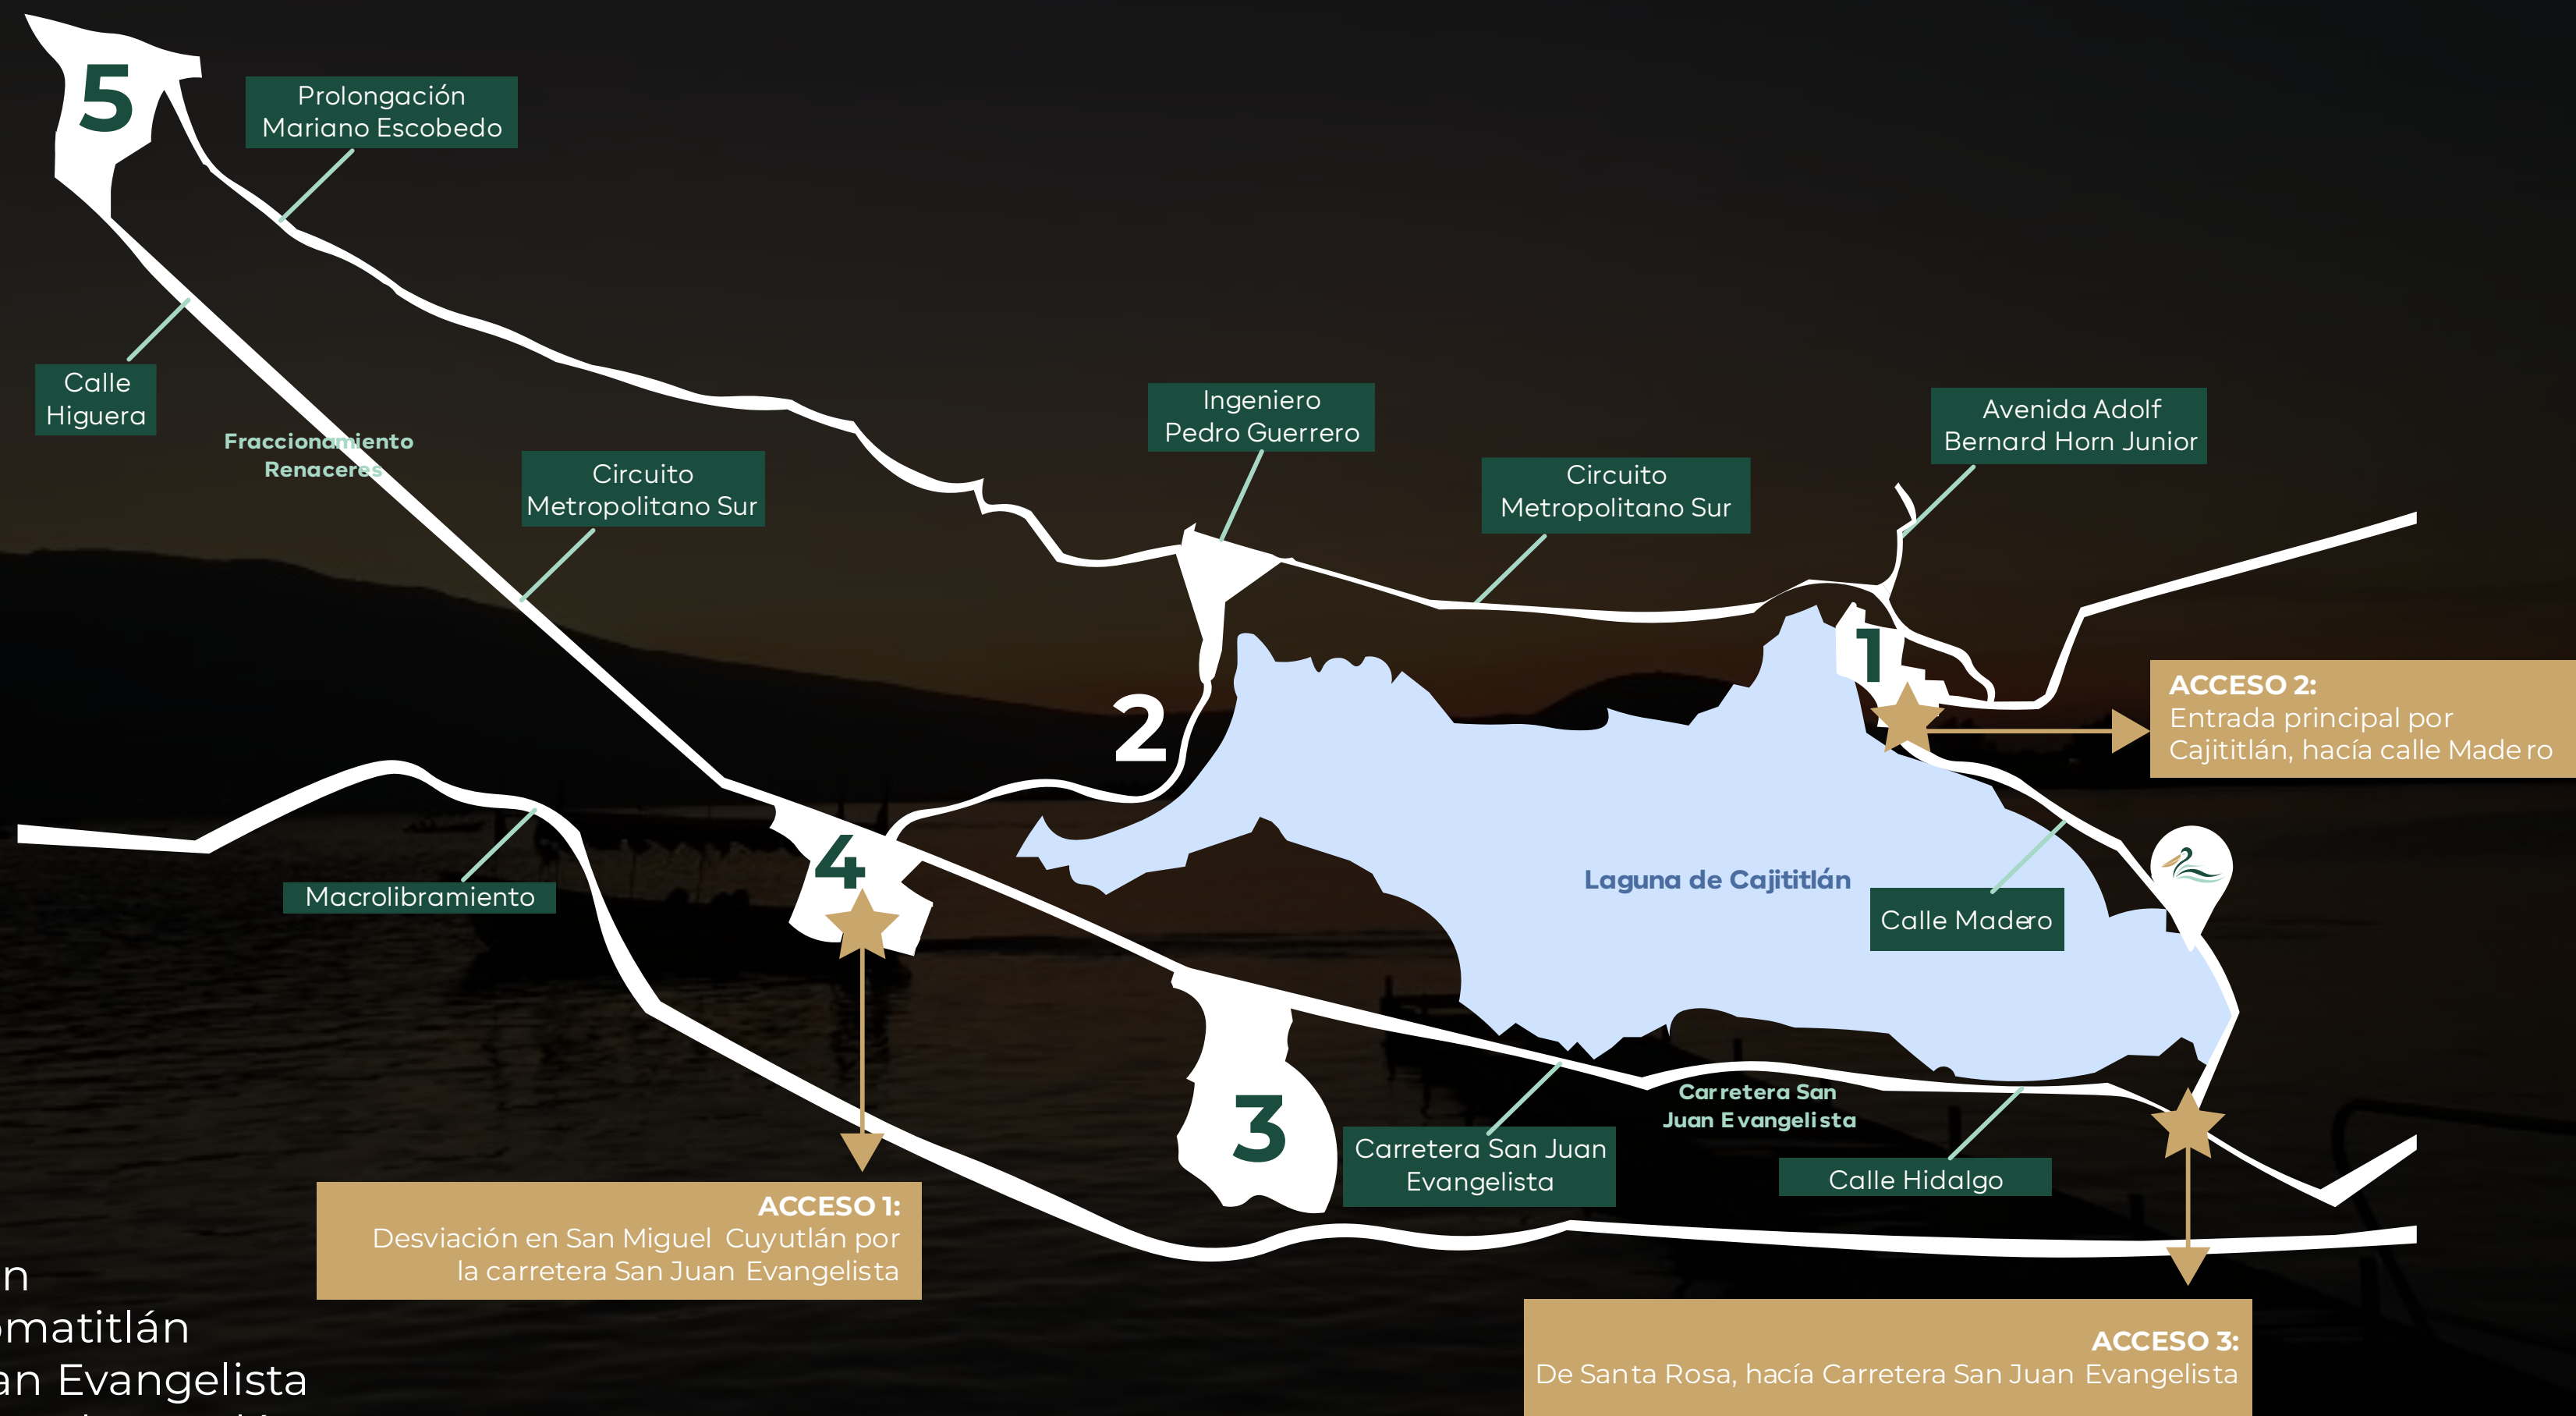 5
Prolongación
Mariano Escobedo
Calle
Higuera
Fraccionamiento
Renaceres
Circuito
Metropolitano Sur
Ingeniero
Pedro Guerrero
Circuito
Metropolitano Sur
Avenida Adolf
Bernard Horn Junior
1
ACCESO 2:
Entrada principal por
Cajititlán, hacía calle Madero
2
4
Macrolibramiento
Laguna de Cajititlán
Calle Madero
3
Carretera San Juan
Evangelista
Carretera San
Juan Evangelista
Calle Hidalgo
ACCESO 1:
Desviación en San Miguel Cuyutlán por
la carretera San Juan Evangelista
ACCESO 3:
De Santa Rosa, hacía Carretera San Juan Evangelista
n
omatitlán
an Evangelista